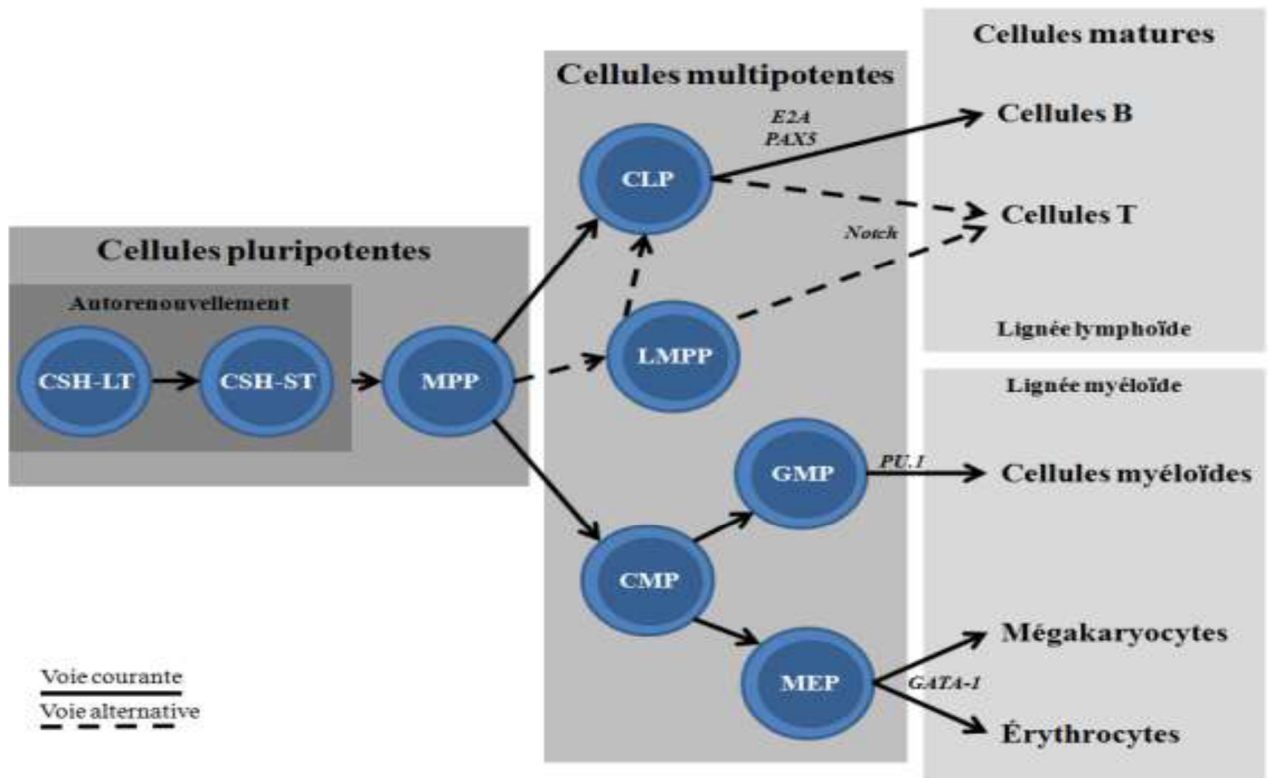 Cellules matures
Cellules multipotentes
E2A
PAX5
Cellules B
CLP
Cellules T
Notch
Cellules pluripotentes
Autorenouvellement
Lignée lymphoïde
LMPP
CSH-LT
CSH-ST
MPP
Lignée myéloïde
GMP
PU.1
Cellules myéloïdes
CMP
Mégakaryocytes
MEP
GATA-1
Érythrocytes
Voie courante
Voie alternative